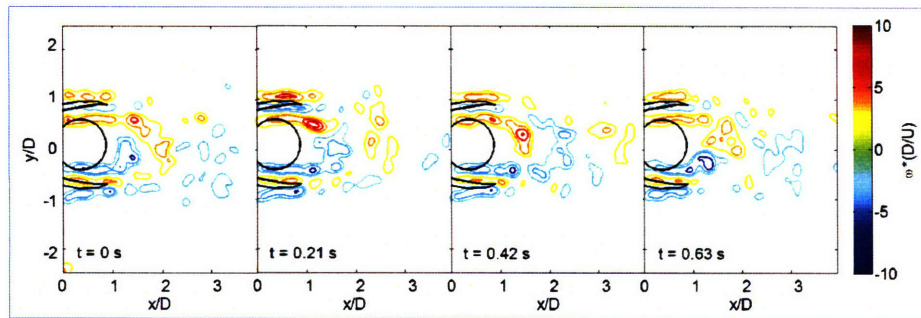 2
1
0
-1
-2
y/D
t = 0 s
t = 0.21 s
t = 0.42 s
t = 0.63 s
0 1 2 3
0 1 2 3
0 1 2 3
0 1 2 3
x/D
x/D
x/D
x/D
10
5
0
-5
-10
ω*(D/U)